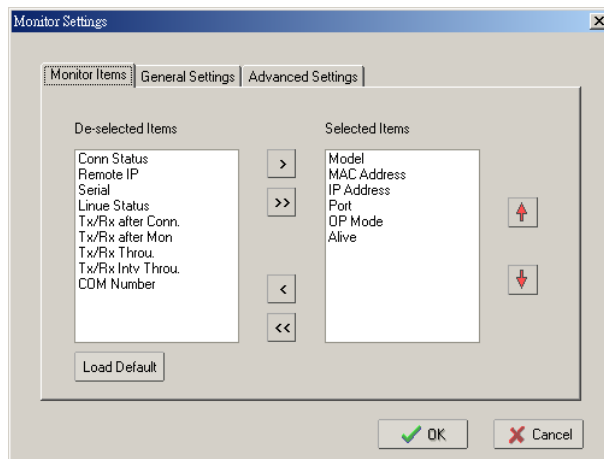 Monitor Settings
Monitor Items General Settings Advanced Settings
De-selected Items
Conn Status
Remote IP
Serial
Linue Status
Tx/Rx after Conn.
Tx/Rx after Mon
Tx/Rx Throu.
Tx/Rx Intv Throu.
COM Number
>
>>
<
<<
Selected Items
Model
MAC Address
IP Address
Port
OP Mode
Alive
Load Default
OK Cancel